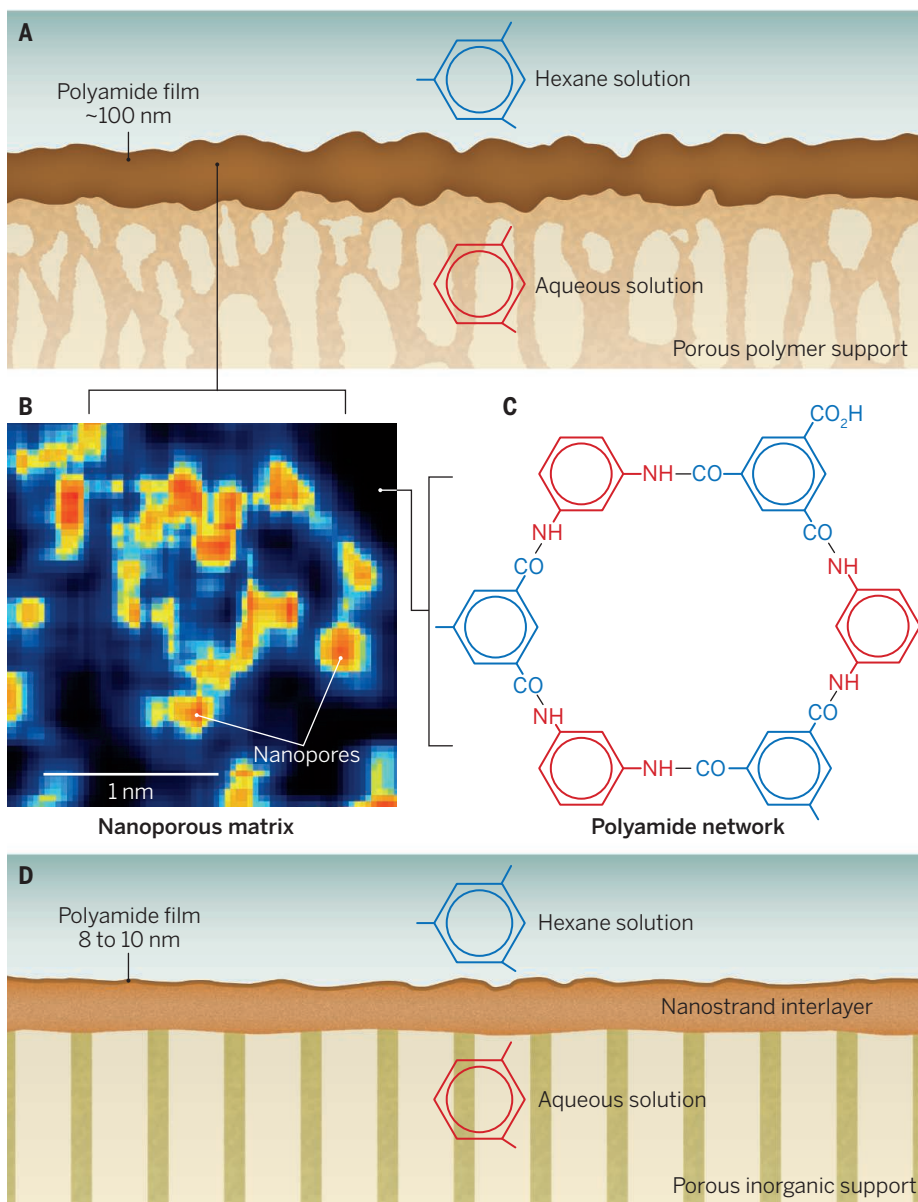 A
Hexane solution
Polyamide film
~100 nm
Aqueous solution
Porous polymer support
B
C
CO2H
NH—CO
NH
CO
CO
NH
CO
NH
CO
NH
NH—CO
Nanopores
1 nm
Nanoporous matrix
Polyamide network
D
Polyamide film
8 to 10 nm
Hexane solution
Nanostrand interlayer
Aqueous solution
Porous inorganic support